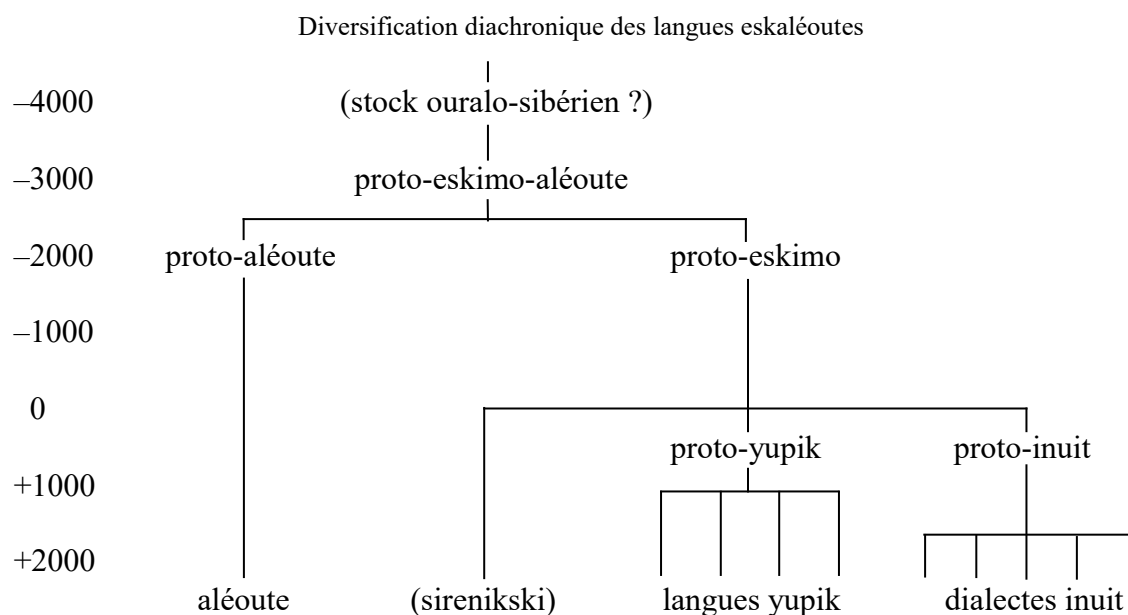 Diversification diachronique des langues eskaléoutes
–4000 (stock ouralo-sibérien ?)
–3000 proto-eskimo-aléoute
–2000 proto-aléoute proto-eskimo
–1000
0
proto-yupik proto-inuit
+1000
+2000
aléoute (sirenikski) langues yupik dialectes inuit